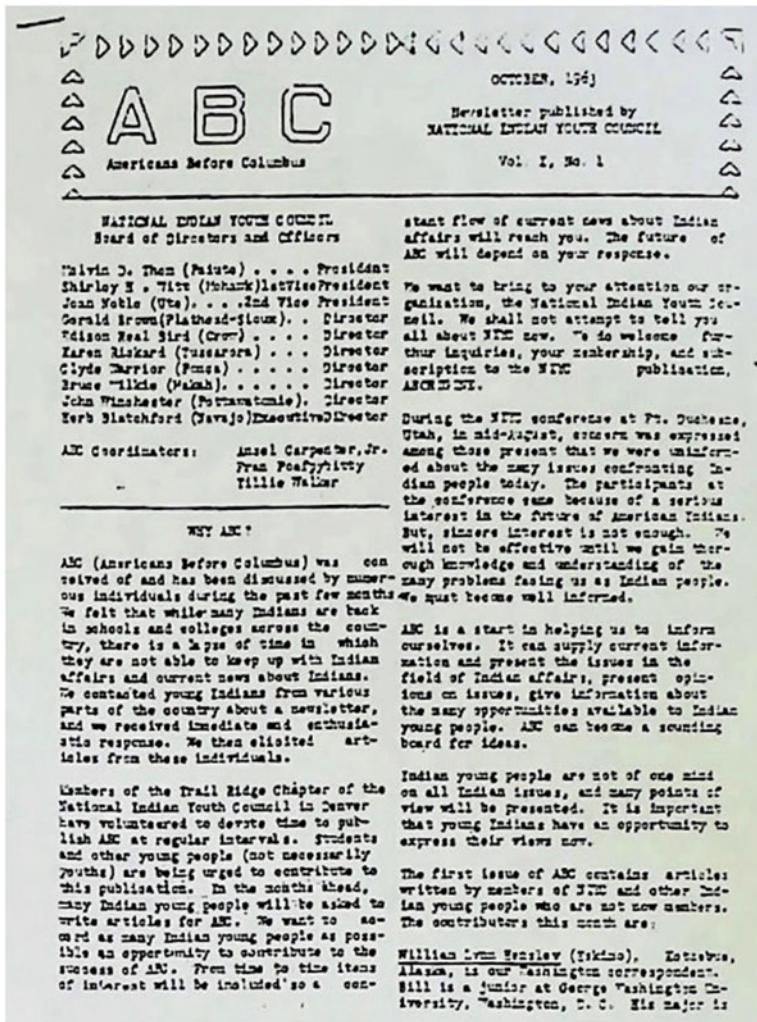 OCTOBER, 1963
ABC
Newsletter published by
NATIONAL INDIAN YOUTH COUNCIL
Americans Before Columbus
Vol. I, No. 1
NATIONAL INDIAN YOUTH COUNCIL
Board of Directors and Officers
Melvin D. Thom (Paiute) . . . . President
Shirley H. Witt (Mohawk)1stVicePresident
Joan Noble (Ute). . . .2nd Vice President
Gerald Brown(Flathead-Sioux). . Director
Edison Real Bird (Crow) . . . . Director
Karen Rickard (Tuscarora) . . . Director
Clyde Warrior (Ponca) . . . . . Director
Bruce Wilkie (Makah). . . . . . Director
John Winchester (Pottawatomie). Director
Herb Blatchford (Navajo)ExecutiveDirector
ABC Coordinators: Ansel Carpenter,Jr.
Fran Poafpybitty
Tillie Walker
WHY ABC?
ABC (Americans Before Columbus) was con
ceived of and has been discussed by numer-
ous individuals during the past few months
We felt that while many Indians are back
in schools and colleges across the coun-
try, there is a lapse of time in which
they are not able to keep up with Indian
affairs and current news about Indians.
We contacted young Indians from various
parts of the country about a newsletter,
and we received immediate and enthusia-
stic response. We then elicited art-
icles from these individuals.
Members of the Trail Ridge Chapter of the
National Indian Youth Council in Denver
have volunteered to devote time to pub-
lish ABC at regular intervals. Students
and other young people (not necessarily
youths) are being urged to contribute to
this publication. In the months ahead,
many Indian young people will be asked to
write articles for ABC. We want to ac-
cord as many Indian young people as poss-
ible an opportunity to contribute to the
success of ABC. From time to time items
of interest will be included so a con-
stant flow of current news about Indian
affairs will reach you. The future of
ABC will depend on your response.
We want to bring to your attention our or-
ganization, the National Indian Youth Cou-
ncil. We shall not attempt to tell you
all about NIYC now. We do welcome fur-
thur inquiries, your membership, and sub-
scription to the NIYC publication,
ABORIGINE.
During the NIYC conference at Ft. Duchesne,
Utah, in mid-August, concern was expressed
among those present that we were uninform-
ed about the many issues confronting In-
dian people today. The participants at
the conference came because of a serious
interest in the future of American Indians.
But, sincere interest is not enough. We
will not be effective until we gain thor-
ough knowledge and understanding of the
many problems facing us as Indian people.
We must become well informed.
ABC is a start in helping us to inform
ourselves. It can supply current infor-
mation and present the issues in the
field of Indian affairs, present opin-
ions on issues, give information about
the many opportunities available to Indian
young people. ABC can become a sounding
board for ideas.
Indian young people are not of one mind
on all Indian issues, and many points of
view will be presented. It is important
that young Indians have an opportunity to
express their views now.
The first issue of ABC contains articles
written by members of NIYC and other Ind-
ian young people who are not now members.
The contributors this month are:
William Lynn Hensley (Eskimo), Kotzebue,
Alaska, is our Washington correspondent.
Bill is a junior at George Washington Un-
iversity, Washington, D. C. His major is